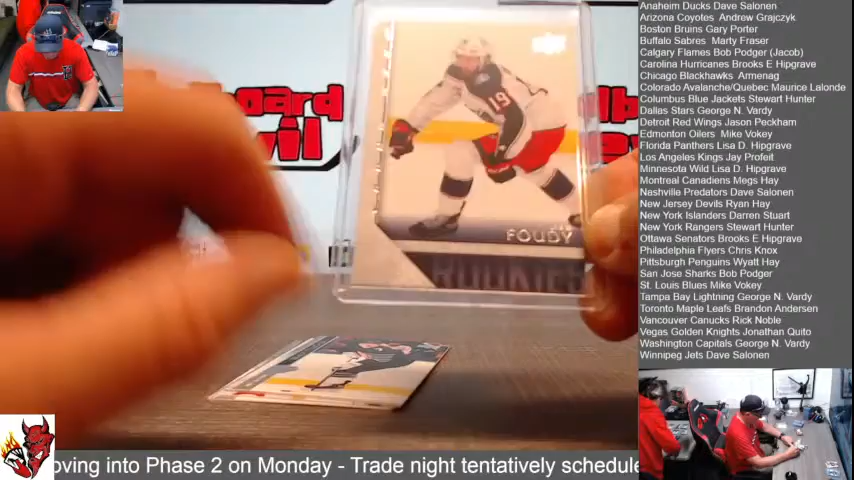 Anaheim Ducks Dave Salonen
Arizona Coyotes Andrew Grajczyk
Boston Bruins Gary Porter
Buffalo Sabres Marty Fraser
Calgary Flames Bob Podger (Jacob)
Carolina Hurricanes Brooks E Hipgrave
Chicago Blackhawks Armenag
Colorado Avalanche/Quebec Maurice Lalonde
Columbus Blue Jackets Stewart Hunter
Dallas Stars George N. Vardy
Detroit Red Wings Jason Peckham
Edmonton Oilers Mike Vokey
Florida Panthers Lisa D. Hipgrave
Los Angeles Kings Jay Profeit
Minnesota Wild Lisa D. Hipgrave
Montreal Canadiens Megs Hay
Nashville Predators Dave Salonen
New Jersey Devils Ryan Hay
New York Islanders Darren Stuart
New York Rangers Stewart Hunter
Ottawa Senators Brooks E Hipgrave
Philadelphia Flyers Chris Knox
Pittsburgh Penguins Wyatt Hay
San Jose Sharks Bob Podger
St. Louis Blues Mike Vokey
Tampa Bay Lightning George N. Vardy
Toronto Maple Leafs Brandon Andersen
Vancouver Canucks Rick Noble
Vegas Golden Knights Jonathan Quito
Washington Capitals George N. Vardy
Winnipeg Jets Dave Salonen
19
FOUDY
ROOKIES
oving into Phase 2 on Monday - Trade night tentatively schedule